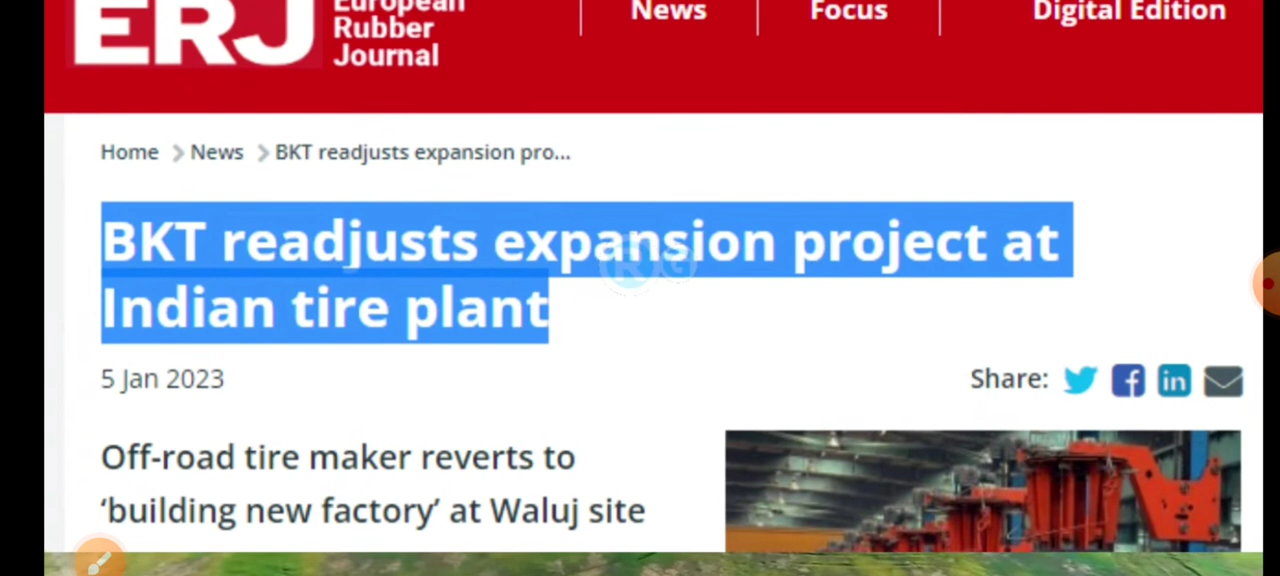 ERJ
European
Rubber
Journal
News
Focus
Digital Edition
Home > News > BKT readjusts expansion pro...
BKT readjusts expansion project at
Indian tire plant
5 Jan 2023
Share:
Off-road tire maker reverts to
‘building new factory’ at Waluj site